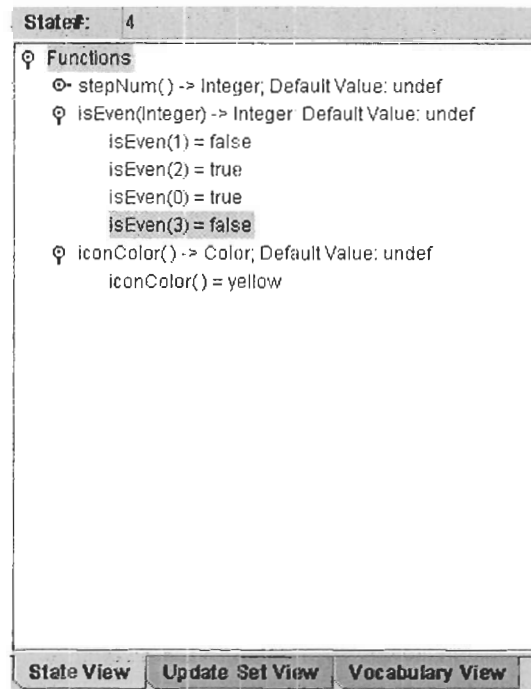 State#: 4
Functions
stepNum() -> Integer; Default Value: undef
isEven(Integer) -> Integer Default Value: undef
isEven(1) = false
isEven(2) = true
isEven(0) = true
isEven(3) = false
iconColor() -> Color; Default Value: undef
iconColor() = yellow
State View Update Set View Vocabulary View